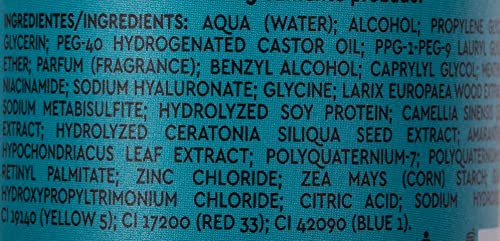 INGREDIENTES/INGREDIENTS: AQUA (WATER); ALCOHOL; PROPYLENE
GLYCERIN; PEG-40 HYDROGENATED CASTOR OIL; PPG-1-PEG-9 LAURYL
ETHER; PARFUM (FRAGRANCE); BENZYL ALCOHOL; CAPRYLYL GLYCOL;
NIACINAMIDE; SODIUM HYALURONATE; GLYCINE; LARIX EUROPAEA WOOD
SODIUM METABISULFITE; HYDROLYZED SOY PROTEIN; CAMELLIA SINENSIS
EXTRACT; HYDROLYZED CERATONIA SILIQUA SEED EXTRACT;
HYPOCHONDRIACUS LEAF EXTRACT; POLYQUATERNIUM-7;
RETINYL PALMITATE; ZINC CHLORIDE; ZEA MAYS (CORN) STARCH;
HYDROXYPROPYLTRIMONIUM CHLORIDE; CITRIC ACID; SODIUM
CI 19140 (YELLOW 5); CI 17200 (RED 33); CI 42090 (BLUE 1).